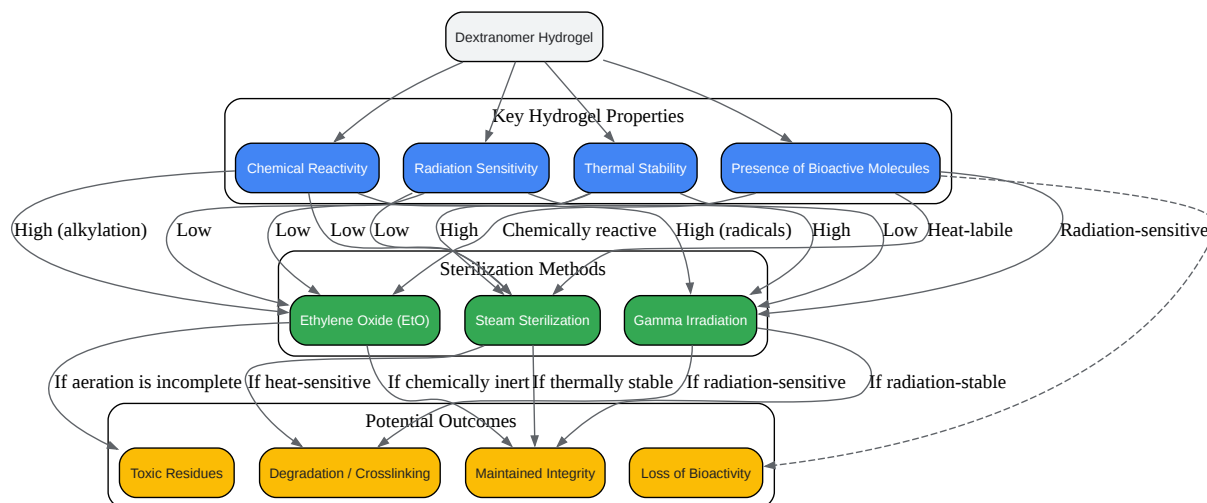 Dextranomer Hydrogel
Key Hydrogel Properties
Chemical Reactivity
Radiation Sensitivity
Thermal Stability
Presence of Bioactive Molecules
High (alkylation)
Low
Low
Low
Low
High
Chemically reactive
High (radicals)
High
Low
Heat-labile
Radiation-sensitive
Sterilization Methods
Ethylene Oxide (EtO)
Steam Sterilization
Gamma Irradiation
If aeration is incomplete
If heat-sensitive
If chemically inert
If thermally stable
If radiation-sensitive
If radiation-stable
Potential Outcomes
Toxic Residues
Degradation / Crosslinking
Maintained Integrity
Loss of Bioactivity